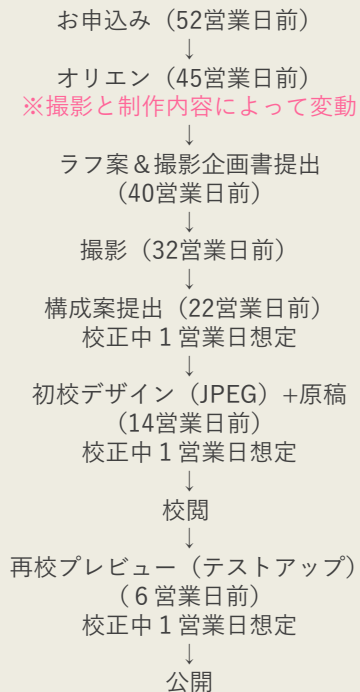 お申込み（52営業日前）
↓
オリエン（45営業日前）
※撮影と制作内容によって変動
↓
ラフ案＆撮影企画書提出
（40営業日前）
↓
撮影（32営業日前）
↓
構成案提出（22営業日前）
校正中１営業日想定
↓
初校デザイン（JPEG）+原稿
（14営業日前）
校正中１営業日想定
↓
校閲
↓
再校プレビュー（テストアップ）
（６営業日前）
校正中１営業日想定
↓
公開